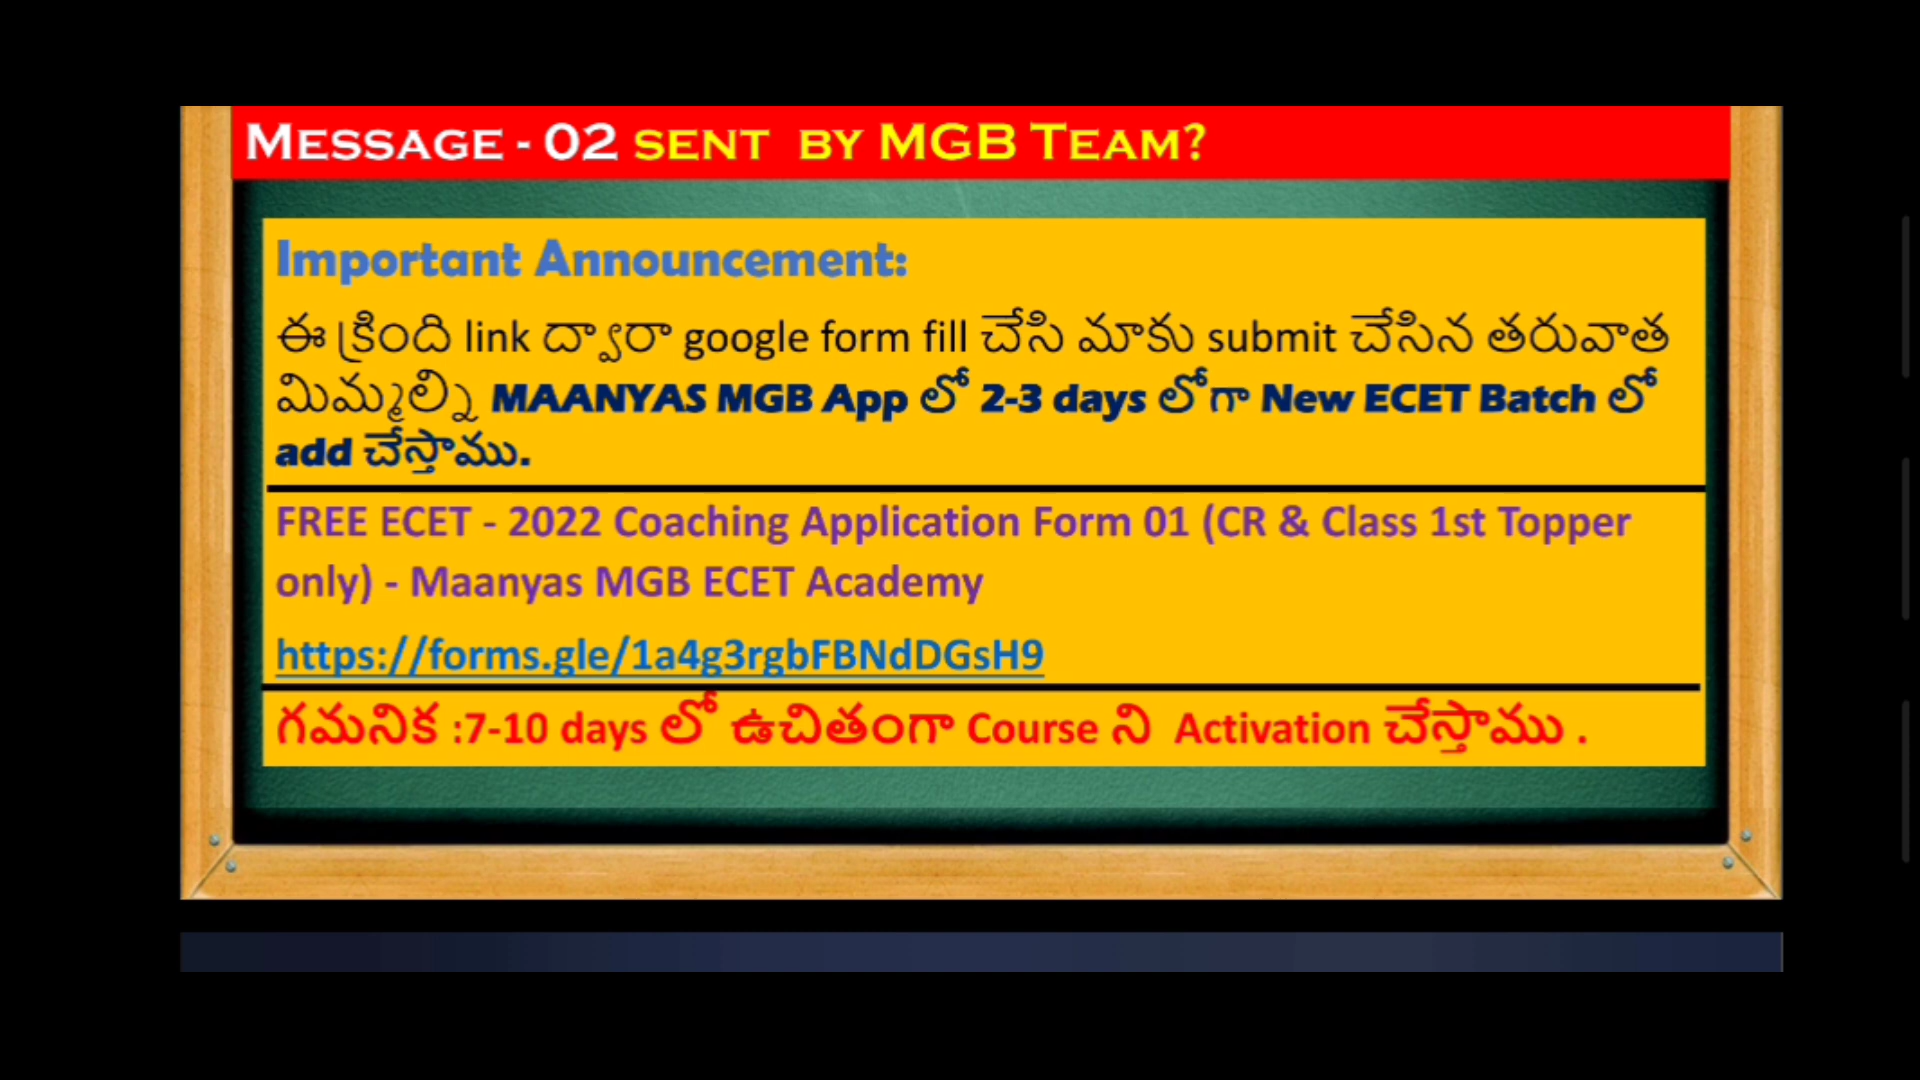 MESSAGE - 02 SENT BY MGB TEAM?
Important Announcement:
ఈ క్రింది link ద్వారా google form fill చేసి మాకు submit చేసిన తరువాత
మిమ్మల్ని MAANYAS MGB App లో 2-3 days లోగా New ECET Batch లో
add చేస్తాము.
FREE ECET - 2022 Coaching Application Form 01 (CR & Class 1st Topper
only) - Maanyas MGB ECET Academy
https://forms.gle/1a4g3rgbFBNdDGsH9
గమనిక :7-10 days లో ఉచితంగా Course ని Activation చేస్తాము .